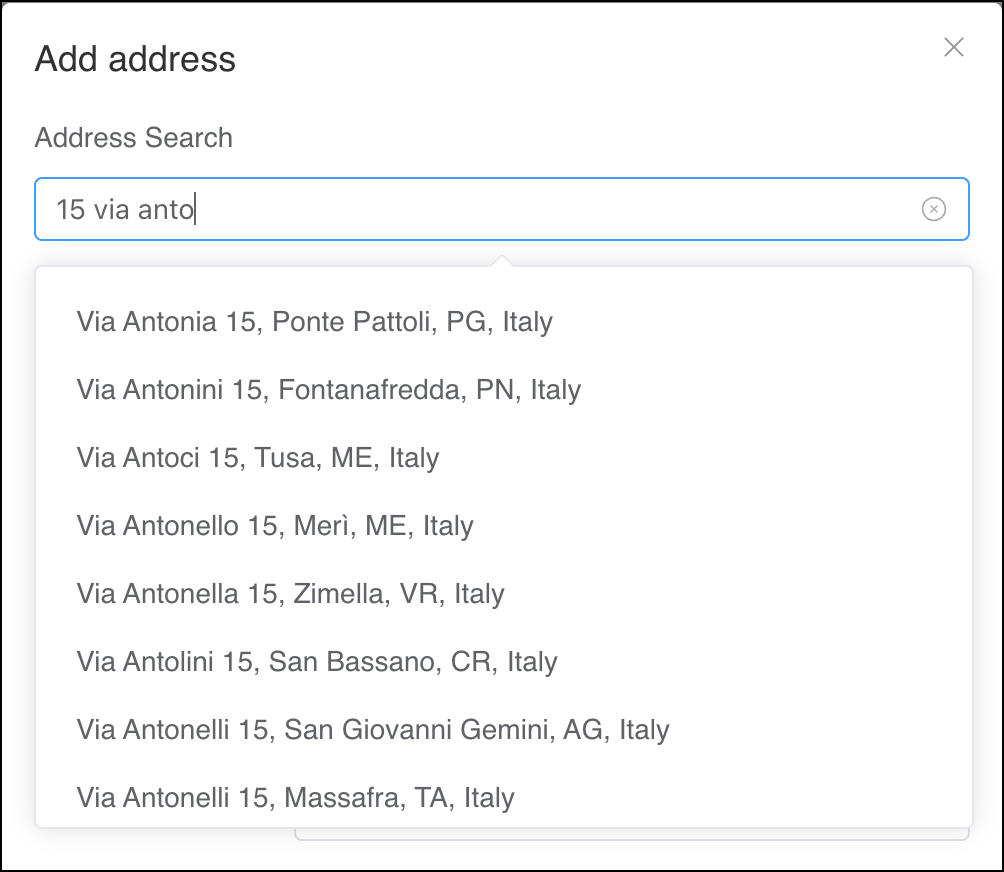 Add address
Address Search
15 via anto
Via Antonia 15, Ponte Pattoli, PG, Italy
Via Antonini 15, Fontanafredda, PN, Italy
Via Antoci 15, Tusa, ME, Italy
Via Antonello 15, Merì, ME, Italy
Via Antonella 15, Zimella, VR, Italy
Via Antolini 15, San Bassano, CR, Italy
Via Antonelli 15, San Giovanni Gemini, AG, Italy
Via Antonelli 15, Massafra, TA, Italy